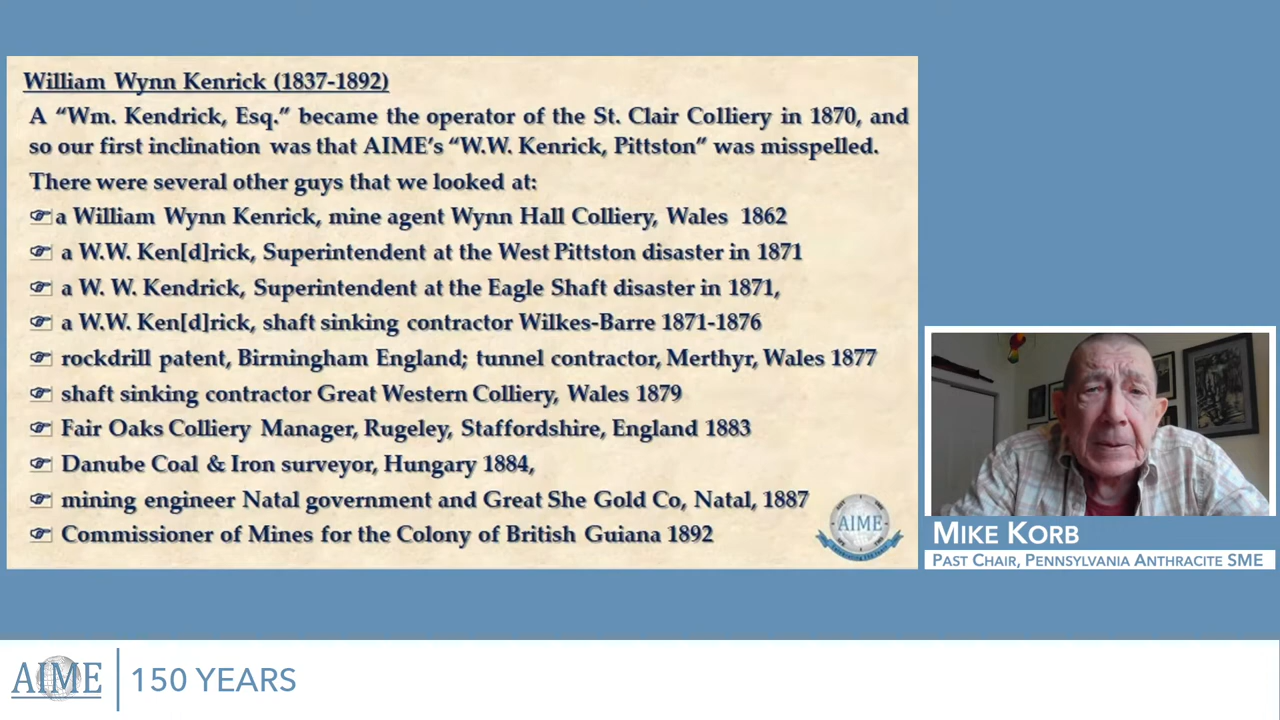 William Wynn Kenrick (1837-1892)
A “Wm. Kendrick, Esq.” became the operator of the St. Clair Colliery in 1870, and
so our first inclination was that AIME’s “W.W. Kenrick, Pittston” was misspelled.
There were several other guys that we looked at:
a William Wynn Kenrick, mine agent Wynn Hall Colliery, Wales 1862
a W.W. Ken[d]rick, Superintendent at the West Pittston disaster in 1871
a W. W. Kendrick, Superintendent at the Eagle Shaft disaster in 1871,
a W.W. Ken[d]rick, shaft sinking contractor Wilkes-Barre 1871-1876
rockdrill patent, Birmingham England; tunnel contractor, Merthyr, Wales 1877
shaft sinking contractor Great Western Colliery, Wales 1879
Fair Oaks Colliery Manager, Rugeley, Staffordshire, England 1883
Danube Coal & Iron surveyor, Hungary 1884,
mining engineer Natal government and Great She Gold Co, Natal, 1887
Commissioner of Mines for the Colony of British Guiana 1892
AIME
MIKE KORB
PAST CHAIR, PENNSYLVANIA ANTHRACITE SME
AIME
150 YEARS